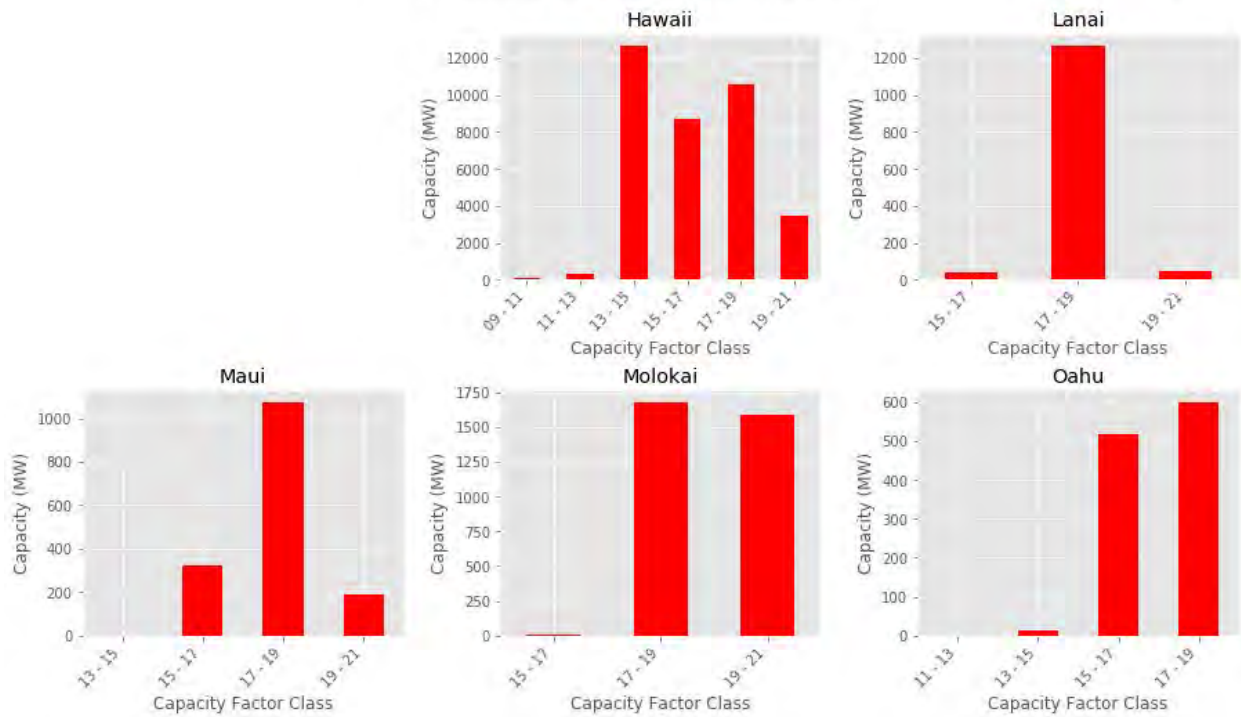 Hawaii
Capacity (MW)
12000
10000
8000
6000
4000
2000
0
09 - 11
11 - 13
13 - 15
15 - 17
17 - 19
19 - 21
Capacity Factor Class
Lanai
Capacity (MW)
1200
1000
800
600
400
200
0
15 - 17
17 - 19
19 - 21
Capacity Factor Class
Maui
Capacity (MW)
1000
800
600
400
200
0
13 - 15
15 - 17
17 - 19
19 - 21
Capacity Factor Class
Molokai
Capacity (MW)
1750
1500
1250
1000
750
500
250
0
15 - 17
17 - 19
19 - 21
Capacity Factor Class
Oahu
Capacity (MW)
600
500
400
300
200
100
0
11 - 13
13 - 15
15 - 17
17 - 19
Capacity Factor Class